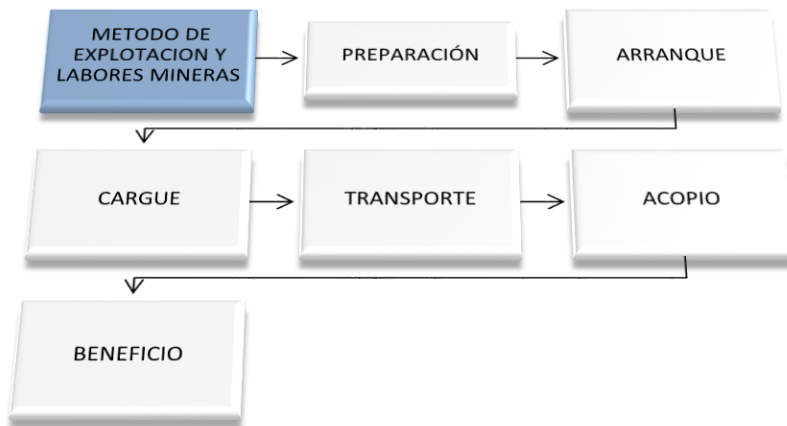 METODO DE
EXPLOTACION Y
LABORES MINERAS
PREPARACIÓN
ARRANQUE
CARGUE
TRANSPORTE
ACOPIO
BENEFICIO